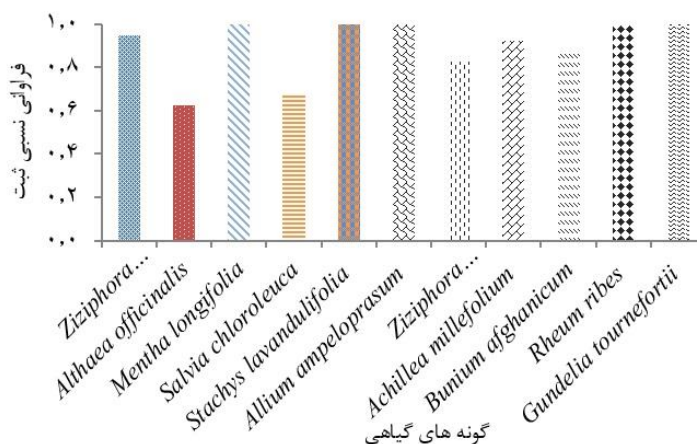 فراوانی نسبی ثبت
۱,۰
۰,۸
۰,۶
۰,۴
۰,۲
۰,۰
Ziziphora...
Althaea officinalis
Mentha longifolia
Salvia chloroleuca
Stachys lavandulifolia
Allium ampeloprasum
Ziziphora...
Achillea millefolium
Bunium afghanicum
Rheum ribes
Gundelia tournefortii
گونه های گیاهی